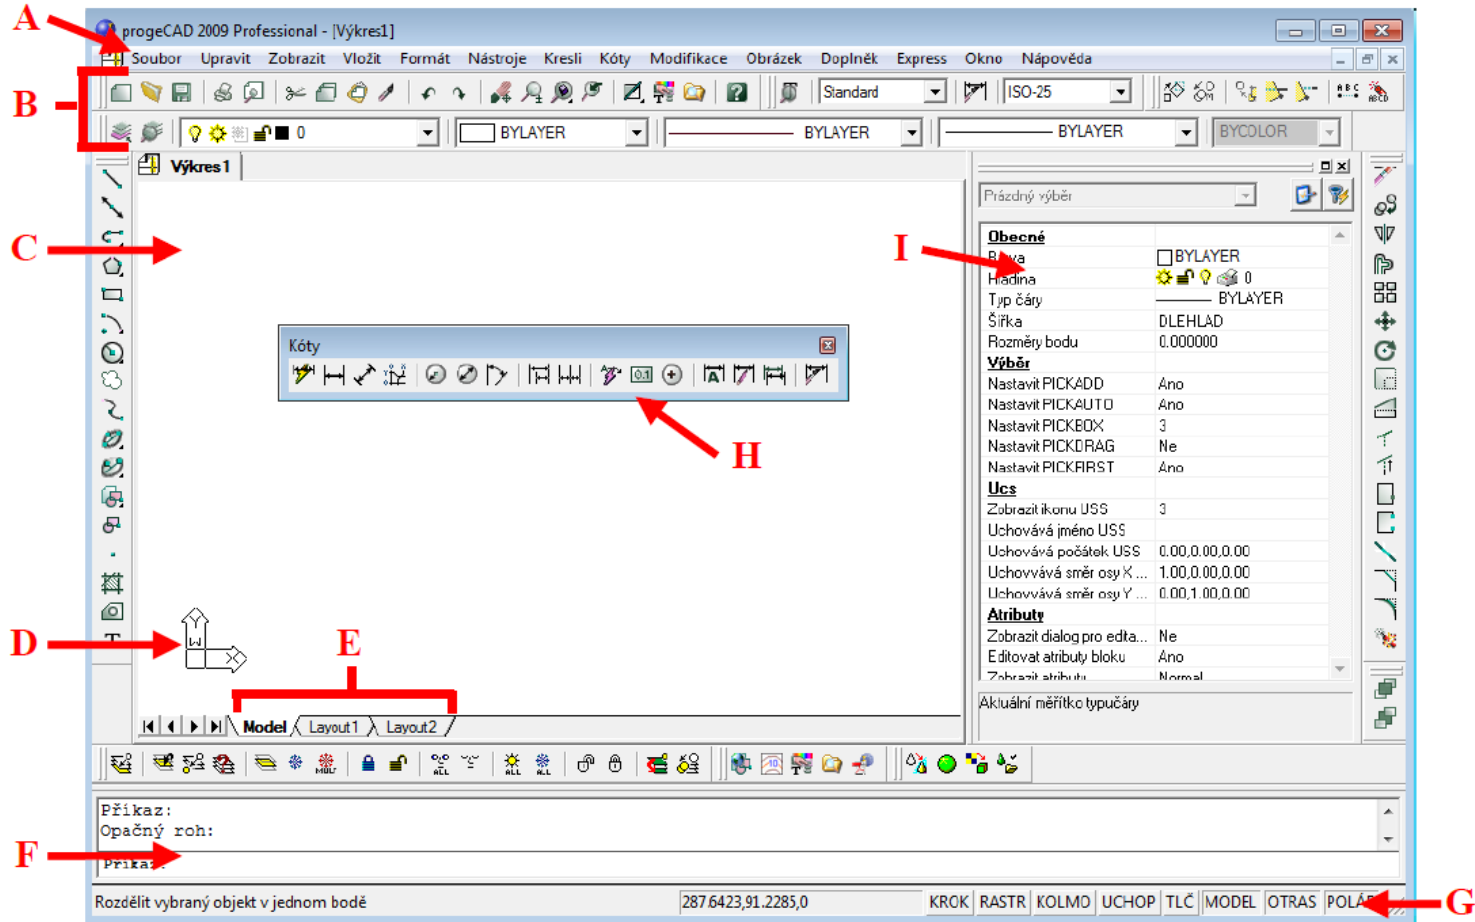 A
progeCAD 2009 Professional - [Výkres1]
Soubor Upravit Zobrazit Vložit Formát Nástroje Kresli Kóty Modifikace Obrázek Doplněk Express Okno Nápověda
B
Standard ISO-25
0 BYLAYER BYLAYER BYLAYER BYCOLOR
Výkres1
Prázdný výběr
C
I
Obecné
Barva BYLAYER
Hladina 0
Typ čáry BYLAYER
Šířka DLEHLAD
Rozměry bodu 0.000000
Výběr
Nastavit PICKADD Ano
Nastavit PICKAUTO Ano
Nastavit PICKBOX 3
Nastavit PICKDRAG Ne
Nastavit PICKFIRST Ano
Ucs
Zobrazit ikonu USS 3
Uchovává jméno USS
Uchovává počátek USS 0.00,0.00,0.00
Uchovvává směr osy X ... 1.00,0.00,0.00
Uchovvává směr osy Y ... 0.00,1.00,0.00
Atributy
Zobrazit dialog pro edita... Ne
Editovat atributy bloku Ano
Zobrazit atributy Normal
Aktuální měřítko typučáry
Kóty
H
D
Y
W
X
E
Model Layout1 Layout2
Příkaz:
Opačný roh:
F
Příkaz:
Rozdělit vybraný objekt v jednom bodě 287.6423,91.2285,0 KROK RASTR KOLMO UCHOP TLČ MODEL OTRAS POLÁR
G